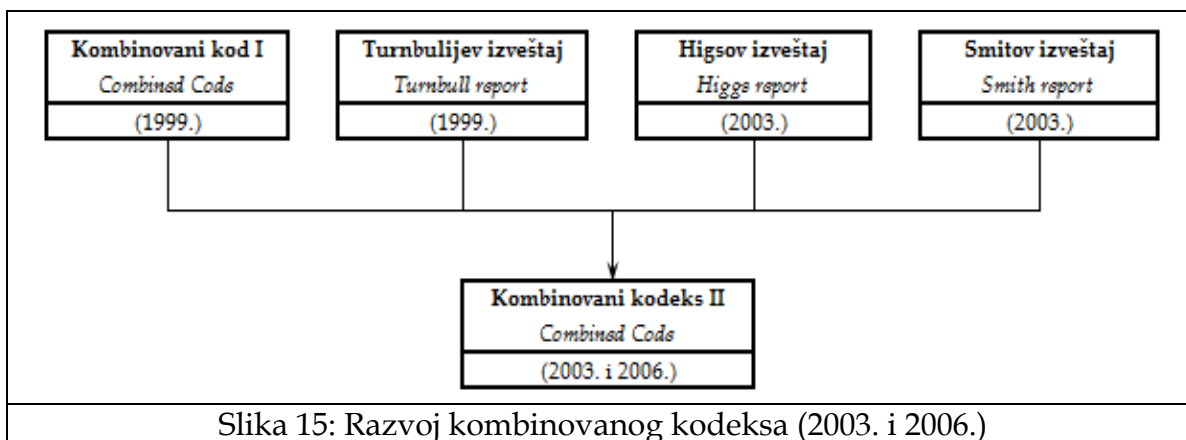 Kombinovani kod I
Combined Code
(1999.)
Turnbulijev izveštaj
Turnbull report
(1999.)
Higsov izveštaj
Higgs report
(2003.)
Smitov izveštaj
Smith report
(2003.)
Kombinovani kodeks II
Combined Code
(2003. i 2006.)
Slika 15: Razvoj kombinovanog kodeksa (2003. i 2006.)